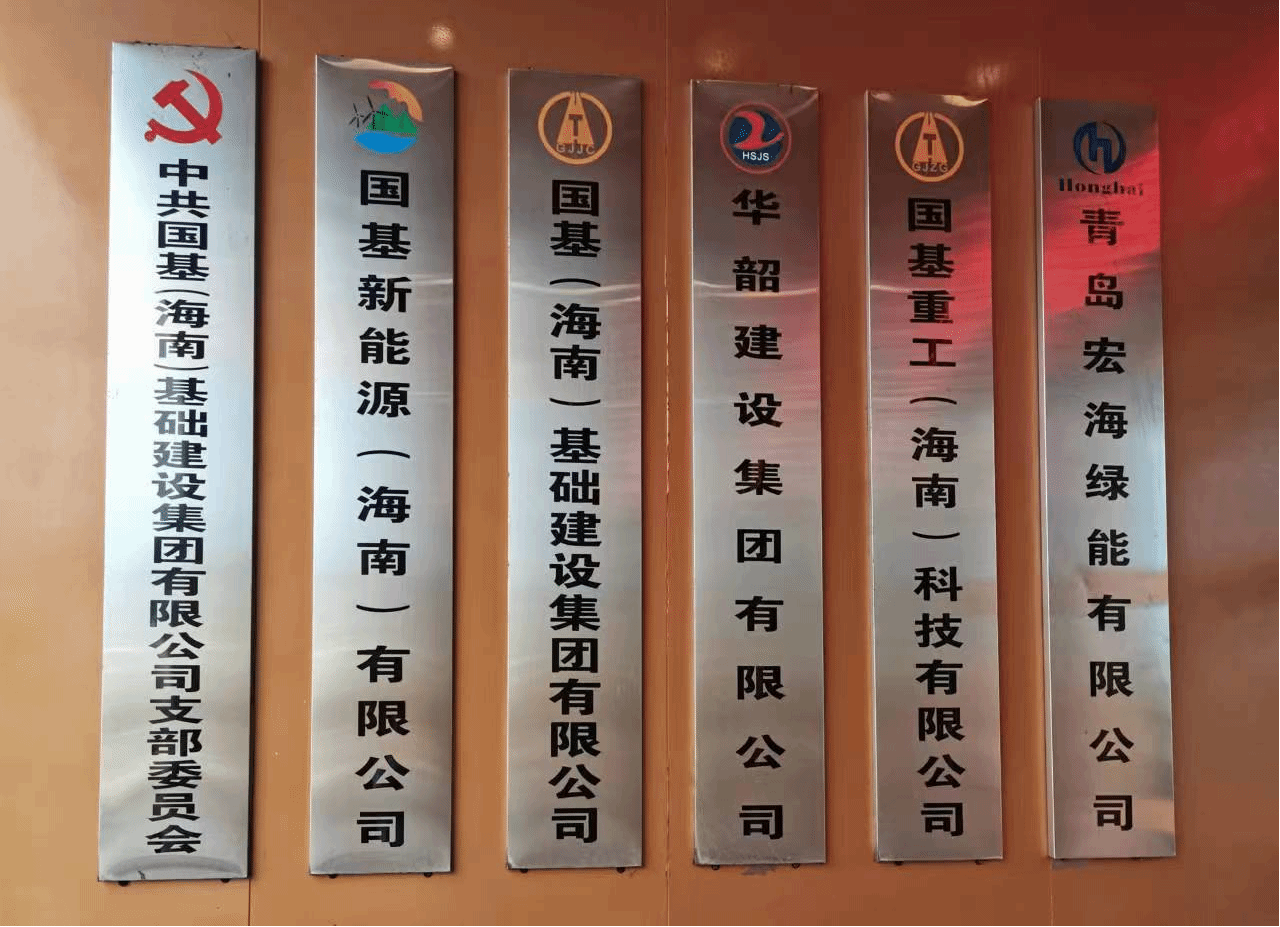 中共国基(海南)基础建设集团有限公司支部委员会
国基新能源(海南)有限公司
GJJC
国基(海南)基础建设集团有限公司
HSJS
华韶建设集团有限公司
GJZG
国基重工(海南)科技有限公司
Honghai
青岛宏海绿能有限公司